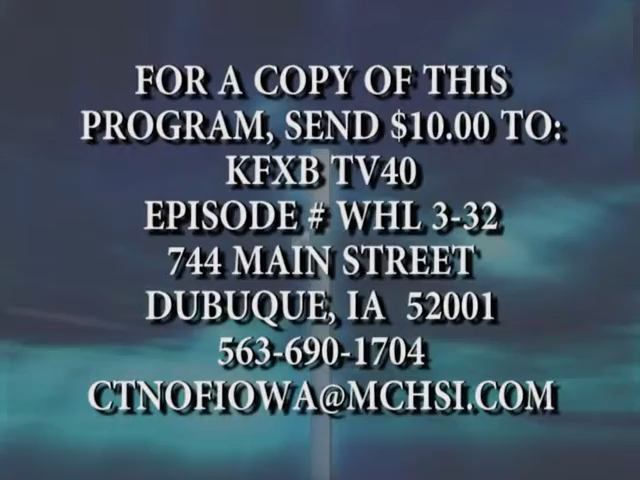 FOR A COPY OF THIS
PROGRAM, SEND $10.00 TO:
KFXB TV40
EPISODE # WHL 3-32
744 MAIN STREET
DUBUQUE, IA 52001
563-690-1704
CTNOFIOWA@MCHSI.COM